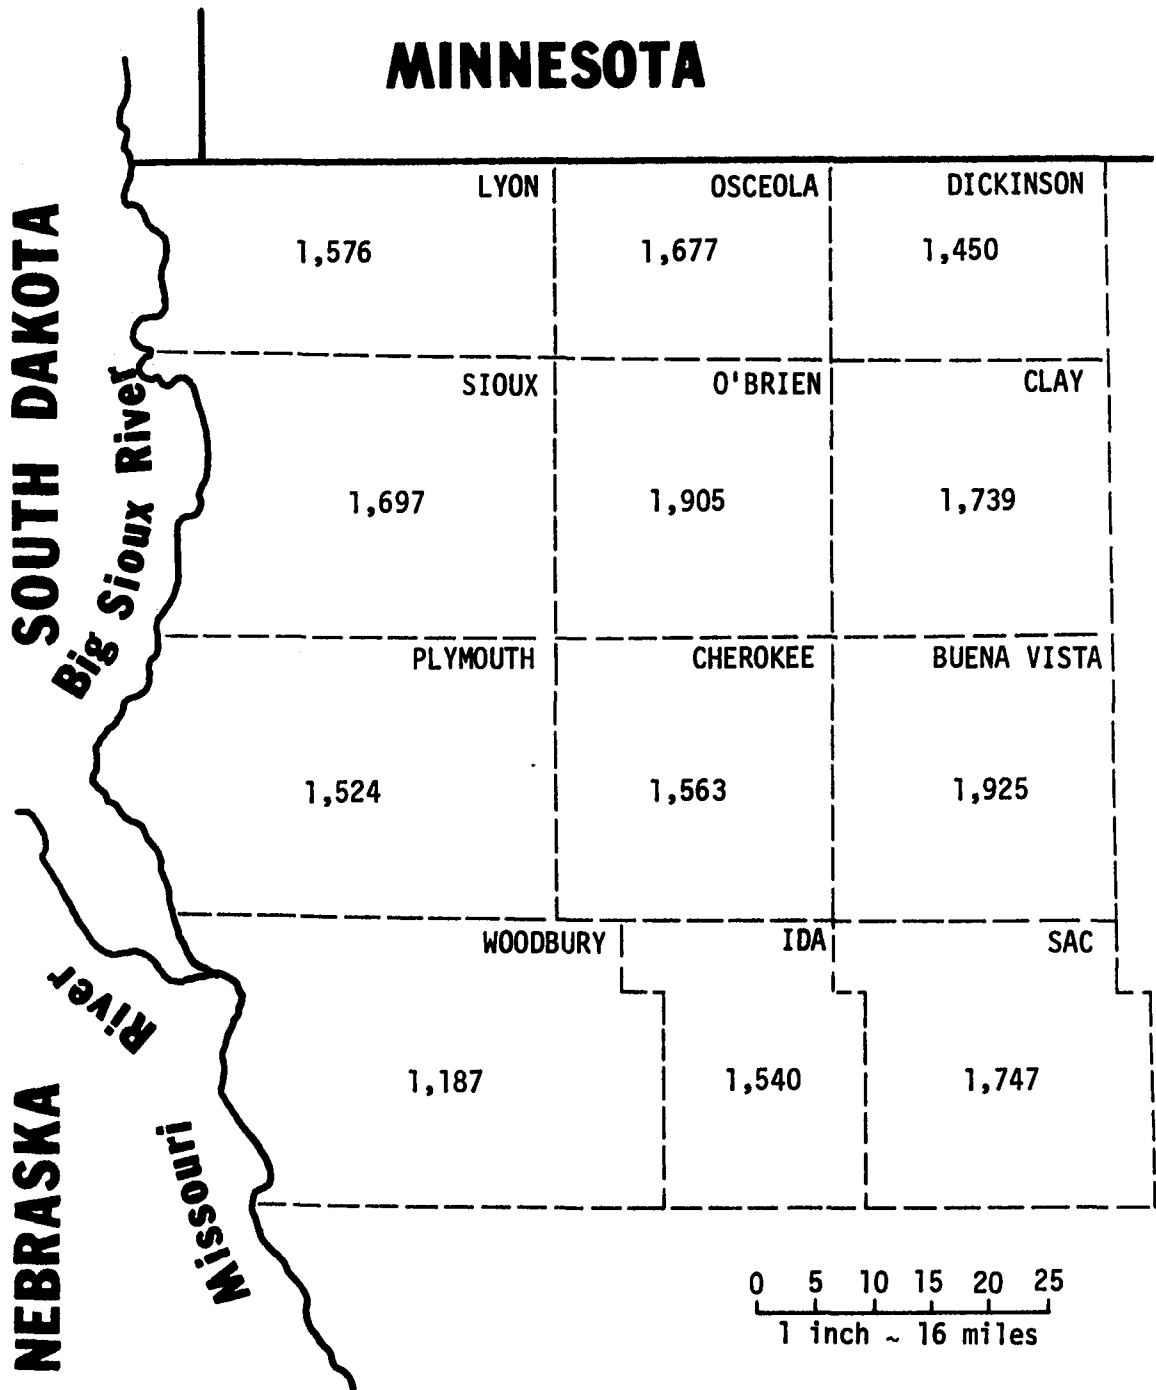 MINNESOTA
LYON
OSCEOLA
DICKINSON
1,576
1,677
1,450
SOUTH DAKOTA
Big Sioux River
SIOUX
O'BRIEN
CLAY
1,697
1,905
1,739
PLYMOUTH
CHEROKEE
BUENA VISTA
1,524
1,563
1,925
WOODBURY
IDA
SAC
1,187
1,540
1,747
Missouri River
NEBRASKA
0 5 10 15 20 25
1 inch ~ 16 miles